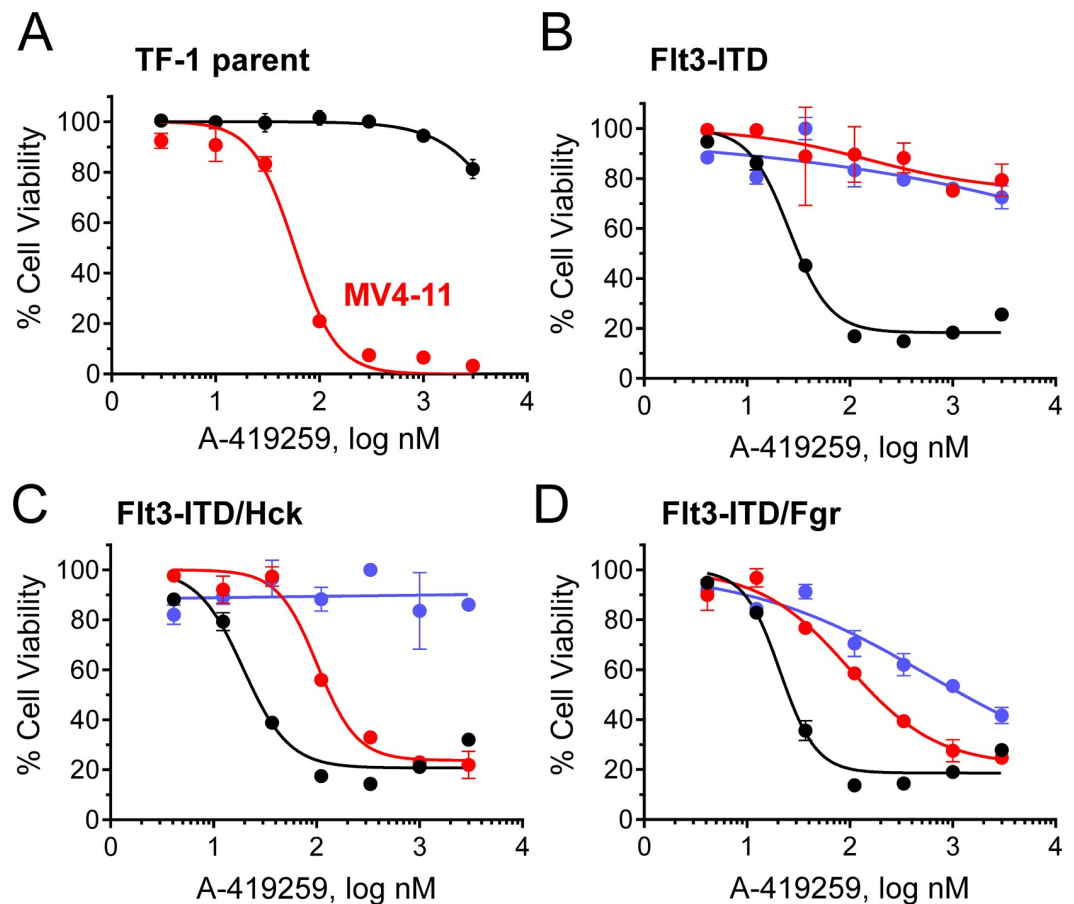 A
TF-1 parent
% Cell Viability
100
80
60
40
20
0
MV4-11
0 1 2 3 4
A-419259, log nM
B
Flt3-ITD
% Cell Viability
100
80
60
40
20
0
0 1 2 3 4
A-419259, log nM
C
Flt3-ITD/Hck
% Cell Viability
100
80
60
40
20
0
0 1 2 3 4
A-419259, log nM
D
Flt3-ITD/Fgr
% Cell Viability
100
80
60
40
20
0
0 1 2 3 4
A-419259, log nM